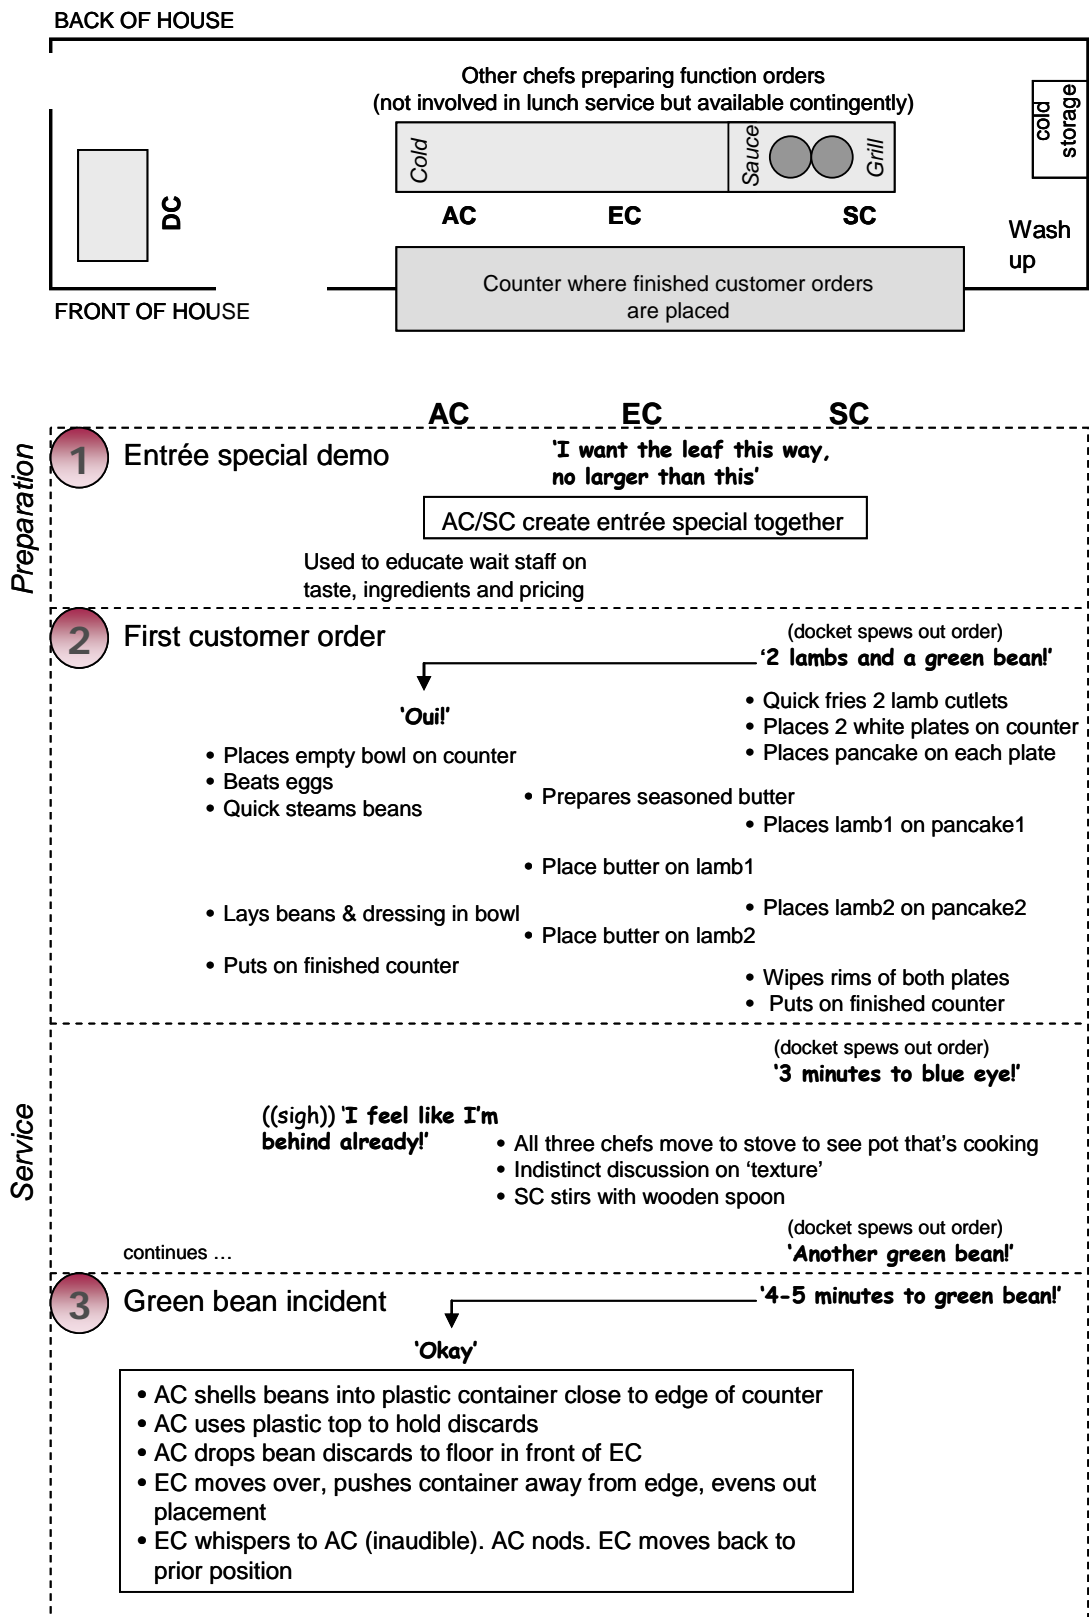 BACK OF HOUSE
Other chefs preparing function orders
(not involved in lunch service but available contingently)
cold
storage
Cold
Sauce
Grill
DC
AC
EC
SC
Wash
up
Counter where finished customer orders
are placed
FRONT OF HOUSE
AC
EC
SC
Preparation
1
Entrée special demo
'I want the leaf this way,
no larger than this'
AC/SC create entrée special together
Used to educate wait staff on
taste, ingredients and pricing
Service
2
First customer order
(docket spews out order)
'2 lambs and a green bean!'
'Oui!'
• Quick fries 2 lamb cutlets
• Places 2 white plates on counter
• Places pancake on each plate
• Places empty bowl on counter
• Beats eggs
• Quick steams beans
• Prepares seasoned butter
• Places lamb1 on pancake1
• Place butter on lamb1
• Lays beans & dressing in bowl
• Places lamb2 on pancake2
• Place butter on lamb2
• Puts on finished counter
• Wipes rims of both plates
• Puts on finished counter
(docket spews out order)
'3 minutes to blue eye!'
((sigh)) 'I feel like I'm
behind already!'
• All three chefs move to stove to see pot that's cooking
• Indistinct discussion on 'texture'
• SC stirs with wooden spoon
(docket spews out order)
'Another green bean!'
continues …
3
Green bean incident
'4-5 minutes to green bean!'
'Okay'
• AC shells beans into plastic container close to edge of counter
• AC uses plastic top to hold discards
• AC drops bean discards to floor in front of EC
• EC moves over, pushes container away from edge, evens out
placement
• EC whispers to AC (inaudible). AC nods. EC moves back to
prior position